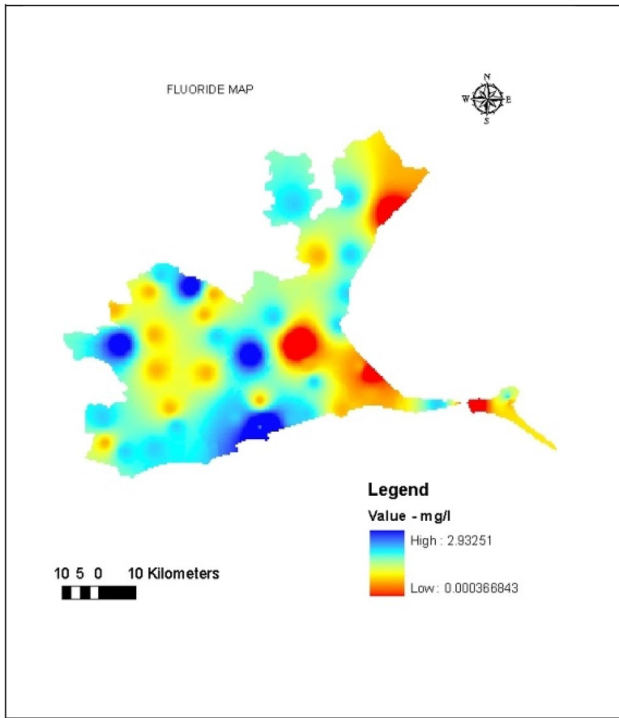 FLUORIDE MAP
N
W E
S
Legend
Value - mg/l
High : 2.93251
Low : 0.000366843
10 5 0 10 Kilometers